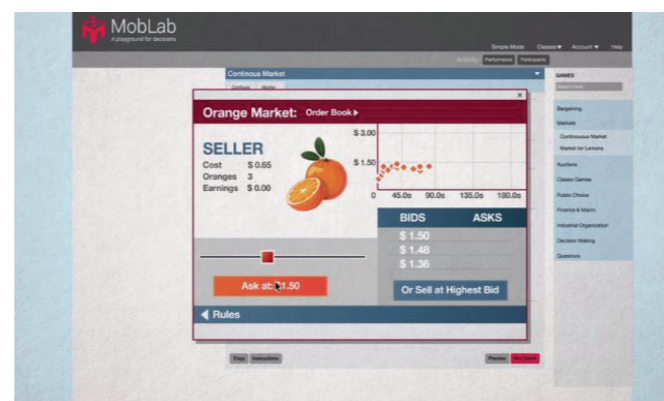 MobLab
A playground for decisions
Simple Mode Classes▼ Account ▼ Help
Activity Performance Participants
Continous Market
GAMES
Bargaining
Markets
Continuous Market
Market for Lemons
Auctions
Classic Games
Public Choice
Finance & Macro
Industrial Organization
Decision Making
Questions
×
Orange Market: Order Book ▸
SELLER
Cost $ 0.65
Oranges 3
Earnings $ 0.00
$ 3.00
$ 1.50
0 45.0s 90.0s 135.0s 180.0s
BIDS ASKS
$ 1.50
$ 1.48
$ 1.36
Ask at: $1.50
Or Sell at Highest Bid
◀ Rules
Copy Instructions Preview